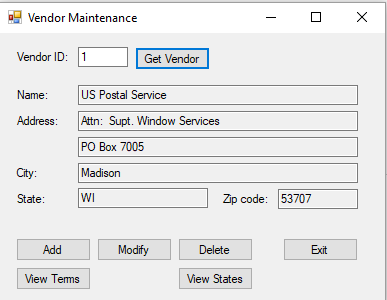 Vendor Maintenance
Vendor ID: 1 Get Vendor
Name: US Postal Service
Address: Attn:  Supt. Window Services
PO Box 7005
City: Madison
State: WI Zip code: 53707
Add Modify Delete Exit
View Terms View States